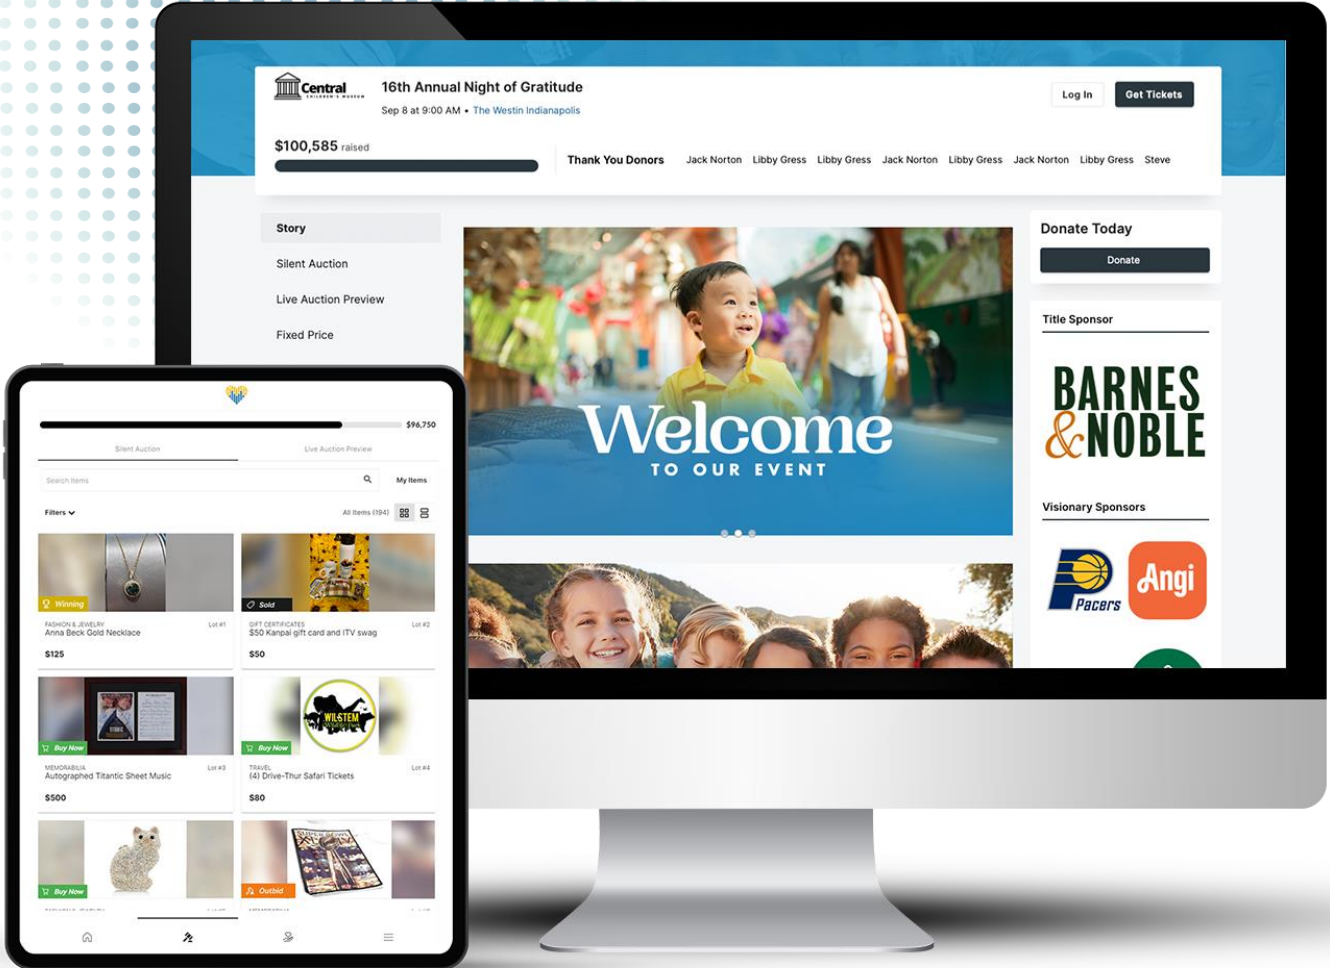 Central
CHILDREN'S MUSEUM
16th Annual Night of Gratitude
Sep 8 at 9:00 AM • The Westin Indianapolis
Log In
Get Tickets
$100,585 raised
Thank You Donors Jack Norton Libby Gress Libby Gress Jack Norton Libby Gress Jack Norton Libby Gress Steve
Story
Silent Auction
Live Auction Preview
Fixed Price
Welcome
TO OUR EVENT
Donate Today
Donate
Title Sponsor
BARNES
&NOBLE
Visionary Sponsors
Pacers
Angi
$96,750
Silent Auction
Live Auction Preview
Search Items
My Items
Filters
All Items (194)
Winning
FASHION & JEWELRY Lot #1
Anna Beck Gold Necklace
$125
Sold
GIFT CERTIFICATES Lot #2
$50 Kanpai gift card and ITV swag
$50
Buy Now
MEMORABILIA Lot #3
Autographed Titantic Sheet Music
$500
WILSTEM
Buy Now
TRAVEL Lot #4
(4) Drive-Thur Safari Tickets
$80
Buy Now
Outbid